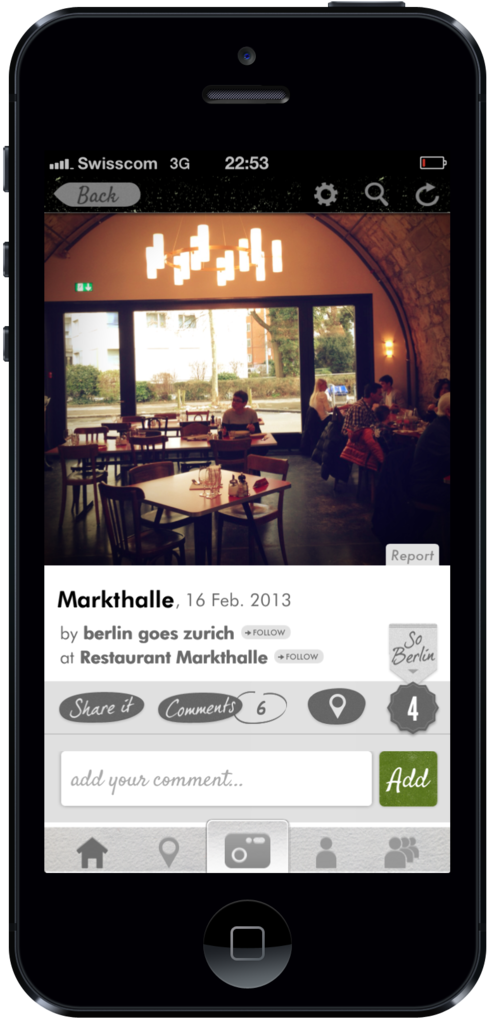 Swisscom 3G 22:53
Back
Report
Markthalle, 16 Feb. 2013
by berlin goes zurich FOLLOW
at Restaurant Markthalle FOLLOW
So
Berlin
Share it Comments 6 4
add your comment... Add